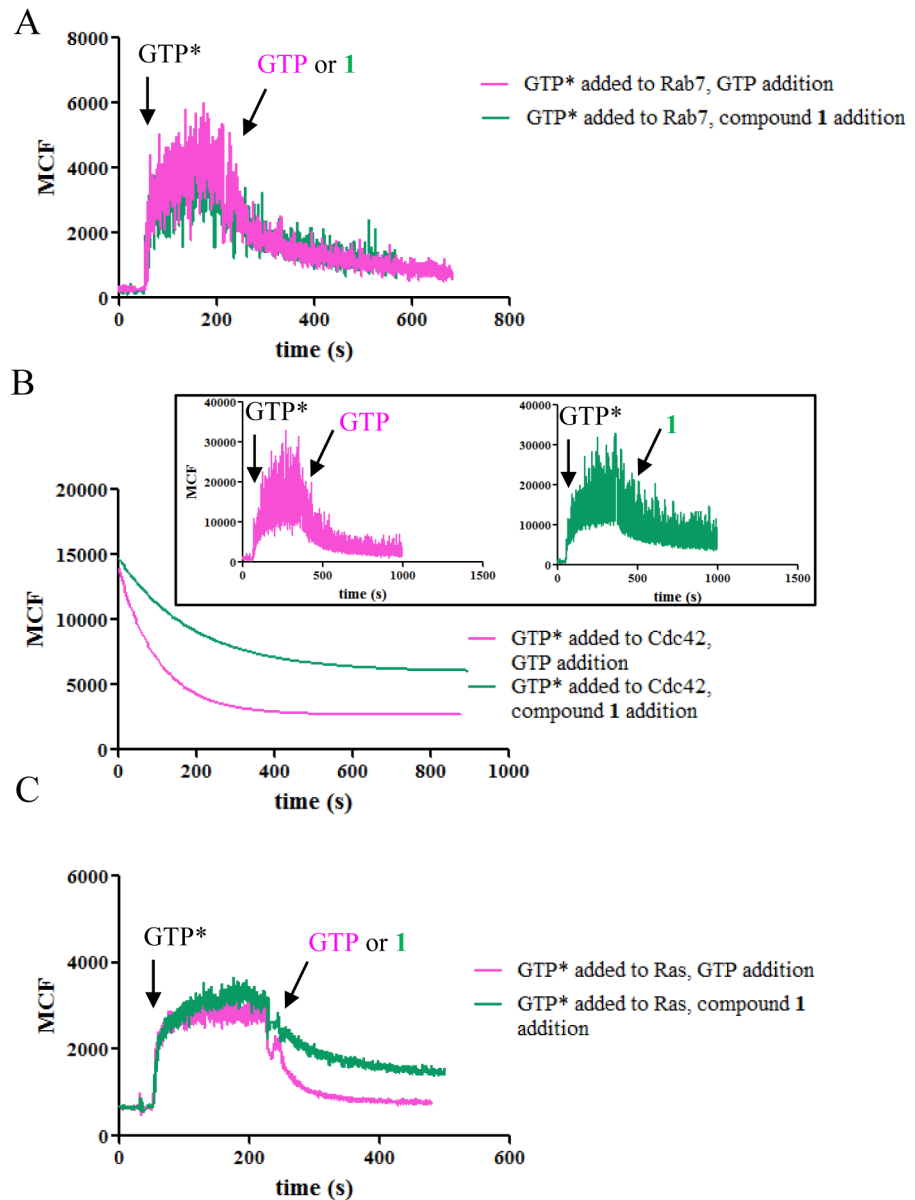 A
8000
6000
4000
2000
0
MCF
GTP*
GTP or 1
GTP* added to Rab7, GTP addition
GTP* added to Rab7, compound 1 addition
0 200 400 600 800
time (s)
B
40000
30000
20000
10000
0
MCF
GTP*
GTP
0 500 1000 1500
time (s)
40000
30000
20000
10000
0
GTP*
1
0 500 1000 1500
time (s)
20000
15000
10000
5000
0
MCF
GTP* added to Cdc42,
GTP addition
GTP* added to Cdc42,
compound 1 addition
0 200 400 600 800 1000
time (s)
C
6000
4000
2000
0
MCF
GTP*
GTP or 1
GTP* added to Ras, GTP addition
GTP* added to Ras, compound 1
addition
0 200 400 600
time (s)